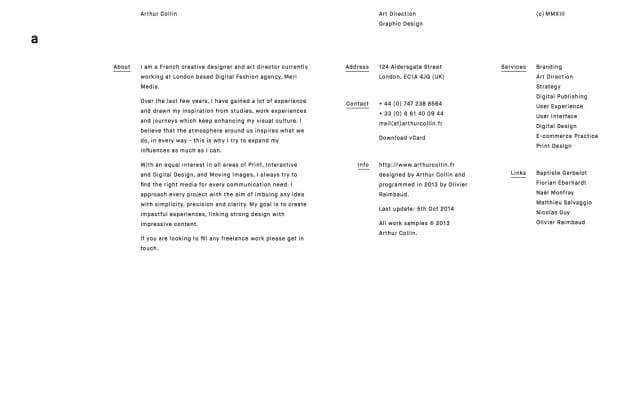 Arthur Collin
Art Direction
Graphic Design
(c) MMXIII
a
About
I am a French creative designer and art director currently
working at London based Digital Fashion agency, Meri
Media.
Over the last few years, I have gained a lot of experience
and drawn my inspiration from studies, work experiences
and journeys which keep enhancing my visual culture. I
believe that the atmosphere around us inspires what we
do, in every way - this is why I try to expand my
influences as much as I can.
With an equal interest in all areas of Print, Interactive
and Digital Design, and Moving Images, I always try to
find the right media for every communication need. I
approach every project with the aim of imbuing any idea
with simplicity, precision and clarity. My goal is to create
impactful experiences, linking strong design with
impressive content.
If you are looking to fill any freelance work please get in
touch.
Address
124 Aldersgate Street
London, EC1A 4JQ (UK)
Contact
+ 44 (0) 747 238 8564
+ 33 (0) 6 61 40 09 44
mail(at)arthurcollin.fr
Download vCard
Info
http://www.arthurcollin.fr
designed by Arthur Collin and
programmed in 2013 by Olivier
Raimbaud.
Last update: 5th Oct 2014
All work samples © 2013
Arthur Collin.
Services
Branding
Art Direction
Strategy
Digital Publishing
User Experience
User Interface
Digital Design
E-commerce Practice
Print Design
Links
Baptiste Gerbelot
Florian Eberhardt
Naël Monfray
Matthieu Salvaggio
Nicolas Guy
Olivier Raimbaud